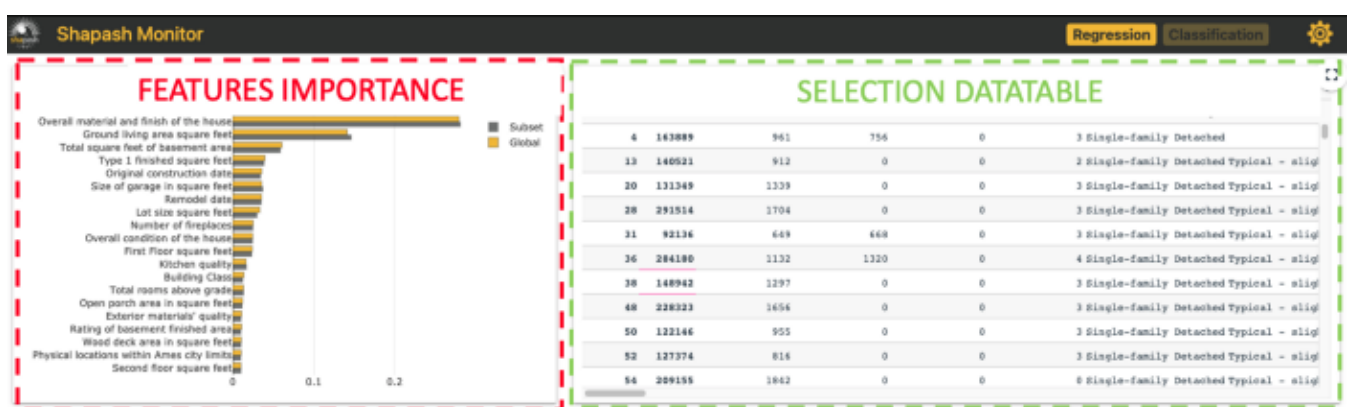 Shapash Monitor
Regression Classification
FEATURES IMPORTANCE
Overall material and finish of the house
Ground living area square feet
Total square feet of basement area
Type 1 finished square feet
Original construction date
Size of garage in square feet
Remodel date
Lot size square feet
Number of fireplaces
Overall condition of the house
First Floor square feet
Kitchen quality
Building Class
Total rooms above grade
Open porch area in square feet
Exterior materials' quality
Rating of basement finished area
Wood deck area in square feet
Physical locations within Ames city limits
Second floor square feet
0 0.1 0.2
Subset
Global
SELECTION DATATABLE
4 163889 961 756 0 3 Single-family Detached
13 140521 912 0 0 2 Single-family Detached Typical - slig
20 131349 1339 0 0 3 Single-family Detached Typical - slig
28 291514 1704 0 0 3 Single-family Detached Typical - slig
31 92136 649 668 0 3 Single-family Detached Typical - slig
36 284180 1132 1320 0 4 Single-family Detached Typical - slig
38 148942 1297 0 0 3 Single-family Detached Typical - slig
48 228323 1656 0 0 3 Single-family Detached Typical - slig
50 122146 955 0 0 3 Single-family Detached Typical - slig
52 127374 816 0 0 3 Single-family Detached Typical - slig
54 209155 1842 0 0 0 Single-family Detached Typical - slig